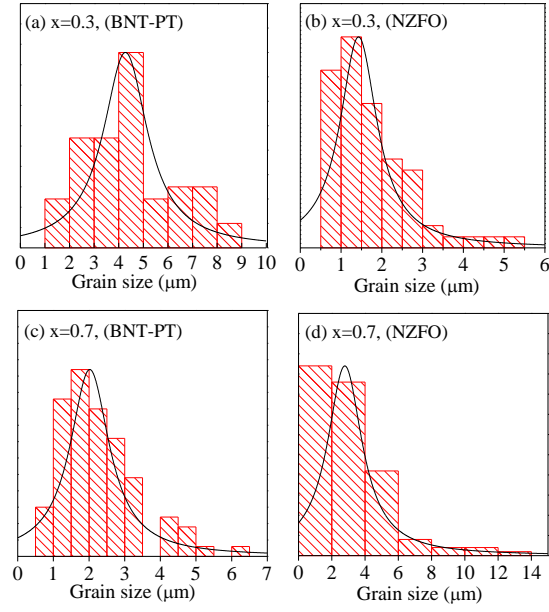 (a) x=0.3, (BNT-PT)
0 1 2 3 4 5 6 7 8 9 10
Grain size (μm)
(b) x=0.3, (NZFO)
0 1 2 3 4 5 6
Grain size (μm)
(c) x=0.7, (BNT-PT)
0 1 2 3 4 5 6 7
Grain size (μm)
(d) x=0.7, (NZFO)
0 2 4 6 8 10 12 14
Grain size (μm)